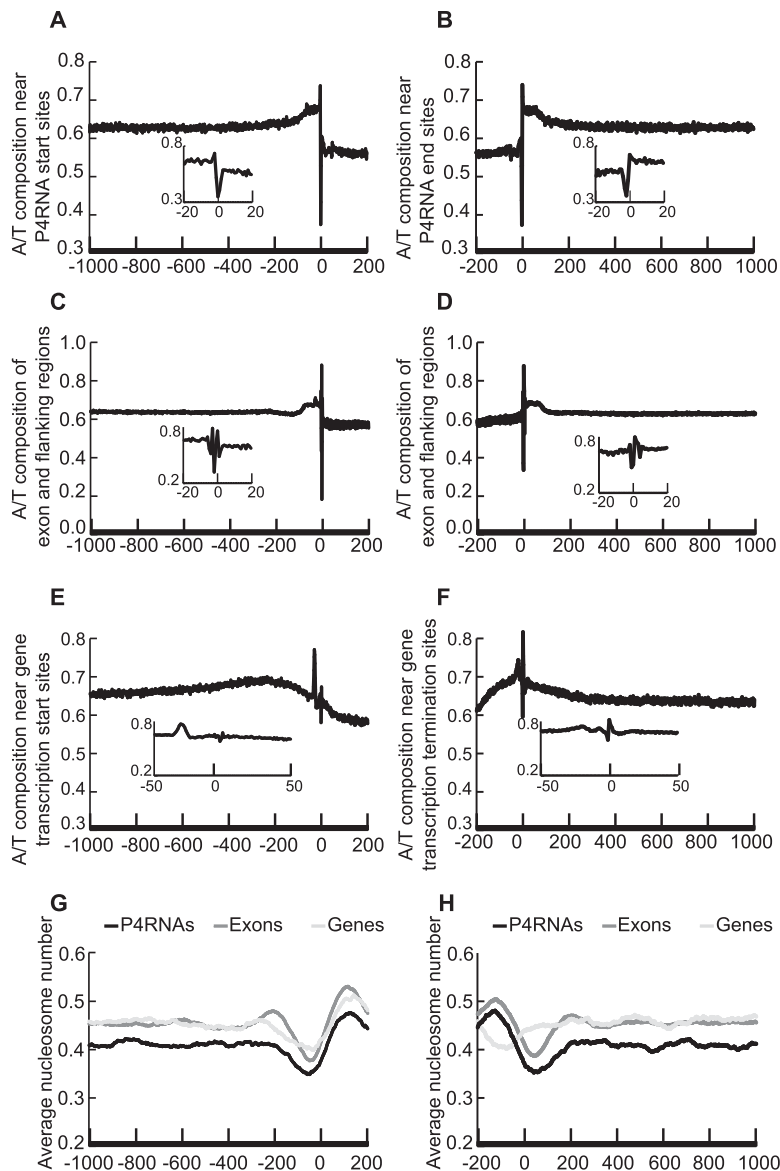 A
A/T composition near
P4RNA start sites
0.8
0.7
0.6
0.5
0.4
0.3
0.8
0.3
-20 0 20
-1000 -800 -600 -400 -200 0 200
B
A/T composition near
P4RNA end sites
0.8
0.7
0.6
0.5
0.4
0.3
0.8
0.3
-20 0 20
-200 0 200 400 600 800 1000
C
A/T composition of
exon and flanking regions
1.0
0.8
0.6
0.4
0.2
0.0
0.8
0.2
-20 0 20
-1000 -800 -600 -400 -200 0 200
D
A/T composition of
exon and flanking regions
1.0
0.8
0.6
0.4
0.2
0.0
0.8
0.2
-20 0 20
-200 0 200 400 600 800 1000
E
A/T composition near gene
transcription start sites
0.8
0.7
0.6
0.5
0.4
0.3
0.8
0.2
-50 0 50
-1000 -800 -600 -400 -200 0 200
F
A/T composition near gene
transcription termination sites
0.8
0.7
0.6
0.5
0.4
0.3
0.8
0.2
-50 0 50
-200 0 200 400 600 800 1000
G
P4RNAs Exons Genes
Average nucleosome number
0.6
0.5
0.4
0.3
0.2
-1000 -800 -600 -400 -200 0 200
H
P4RNAs Exons Genes
Average nucleosome number
0.6
0.5
0.4
0.3
0.2
-200 0 200 400 600 800 1000